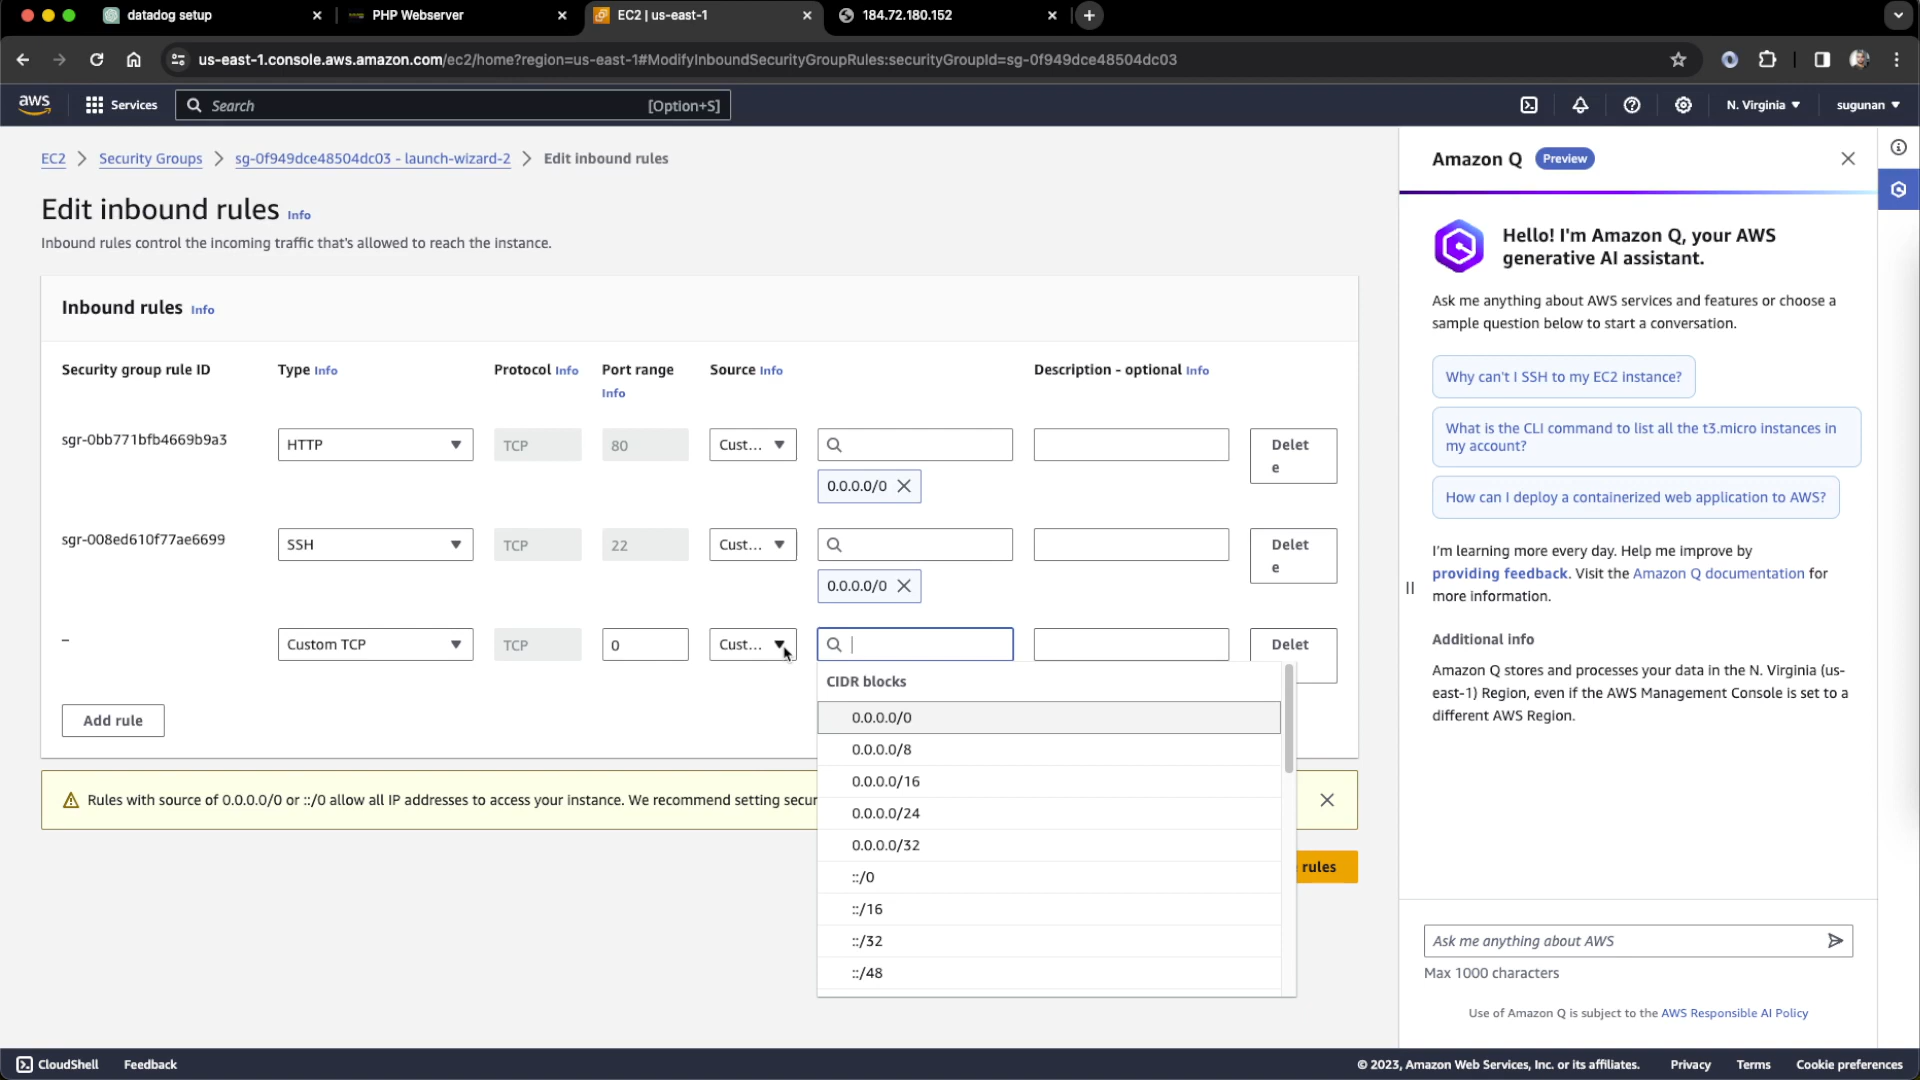 datadog setup
PHP Webserver
EC2 | us-east-1
184.72.180.152
us-east-1.console.aws.amazon.com/ec2/home?region=us-east-1#ModifyInboundSecurityGroupRules:securityGroupId=sg-0f949dce48504dc03
aws
Services
Search
[Option+S]
N. Virginia
sugunan
EC2
Security Groups
sg-0f949dce48504dc03 - launch-wizard-2
Edit inbound rules
Edit inbound rules Info
Inbound rules control the incoming traffic that's allowed to reach the instance.
Inbound rules Info
Security group rule ID
Type Info
Protocol Info
Port range
Info
Source Info
Description - optional Info
sgr-0bb771bfb4669b9a3
HTTP
TCP
80
Cust...
Delet
e
0.0.0.0/0
sgr-008ed610f77ae6699
SSH
TCP
22
Cust...
Delet
e
0.0.0.0/0
–
Custom TCP
TCP
0
Cust...
Delet
CIDR blocks
0.0.0.0/0
0.0.0.0/8
0.0.0.0/16
0.0.0.0/24
0.0.0.0/32
::/0
::/16
::/32
::/48
Add rule
Rules with source of 0.0.0.0/0 or ::/0 allow all IP addresses to access your instance. We recommend setting secur
rules
Amazon Q
Preview
Hello! I'm Amazon Q, your AWS
generative AI assistant.
Ask me anything about AWS services and features or choose a
sample question below to start a conversation.
Why can't I SSH to my EC2 instance?
What is the CLI command to list all the t3.micro instances in
my account?
How can I deploy a containerized web application to AWS?
I'm learning more every day. Help me improve by
providing feedback. Visit the Amazon Q documentation for
more information.
Additional info
Amazon Q stores and processes your data in the N. Virginia (us-
east-1) Region, even if the AWS Management Console is set to a
different AWS Region.
Ask me anything about AWS
Max 1000 characters
Use of Amazon Q is subject to the AWS Responsible AI Policy
CloudShell
Feedback
© 2023, Amazon Web Services, Inc. or its affiliates.
Privacy
Terms
Cookie preferences